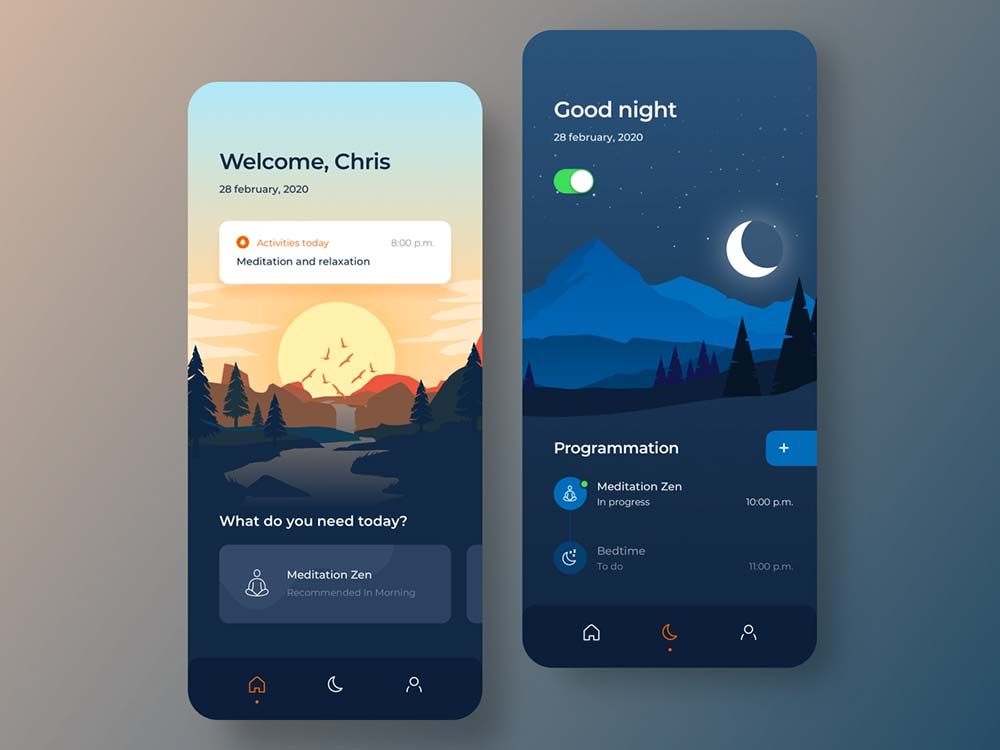 Welcome, Chris
28 february, 2020
Activities today 8:00 p.m.
Meditation and relaxation
What do you need today?
Meditation Zen
Recommended In Morning
Good night
28 february, 2020
Programmation +
Meditation Zen
In progress 10:00 p.m.
Bedtime
To do 11:00 p.m.